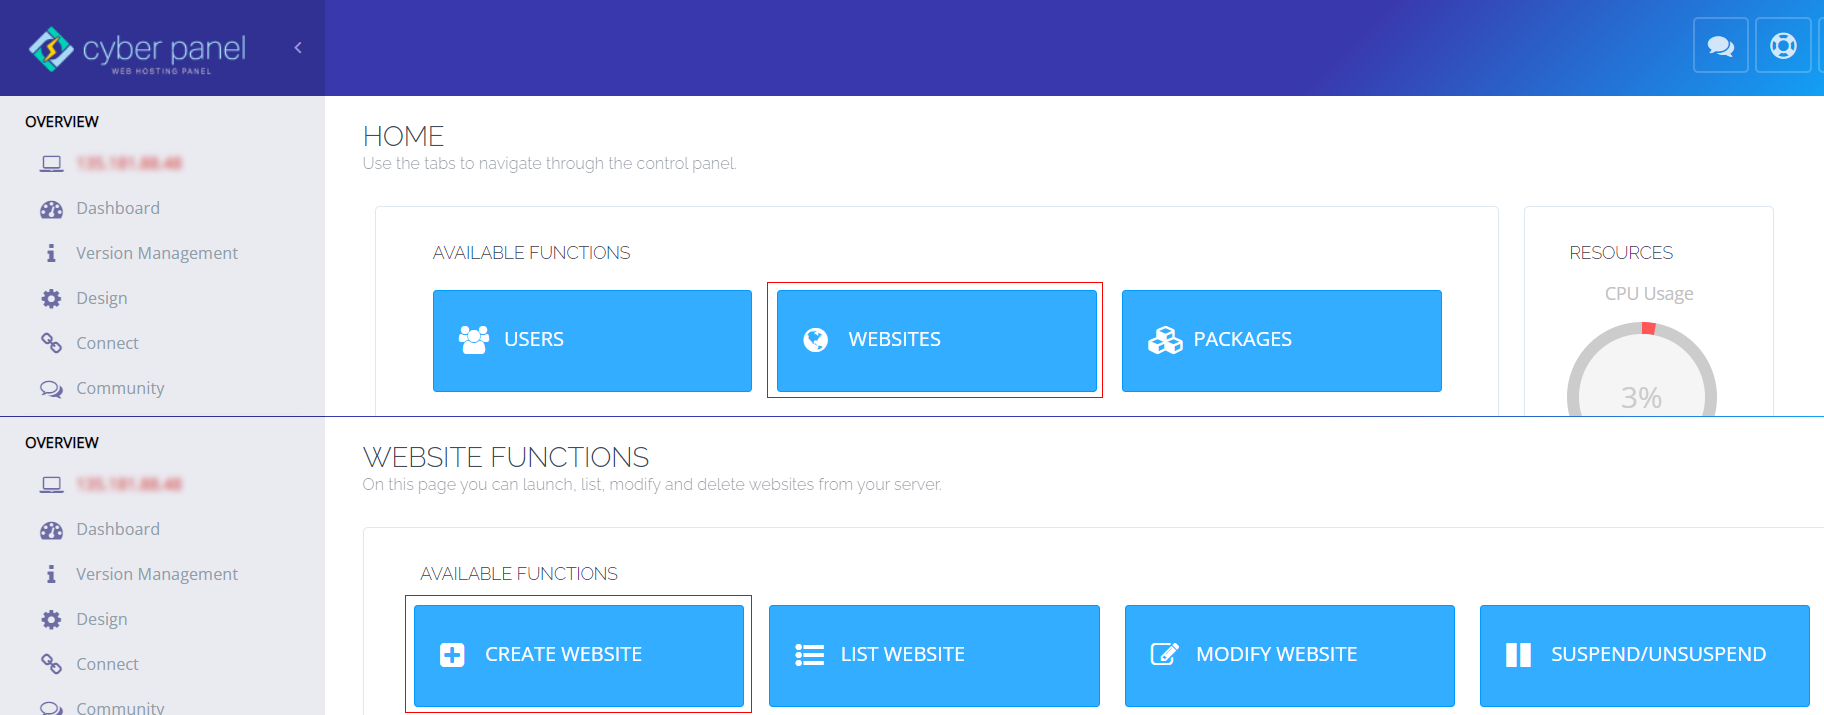 cyber panel
WEB HOSTING PANEL
OVERVIEW
Dashboard
Version Management
Design
Connect
Community
HOME
Use the tabs to navigate through the control panel.
AVAILABLE FUNCTIONS
USERS
WEBSITES
PACKAGES
RESOURCES
CPU Usage
3%
OVERVIEW
Dashboard
Version Management
Design
Connect
Community
WEBSITE FUNCTIONS
On this page you can launch, list, modify and delete websites from your server.
AVAILABLE FUNCTIONS
CREATE WEBSITE
LIST WEBSITE
MODIFY WEBSITE
SUSPEND/UNSUSPEND